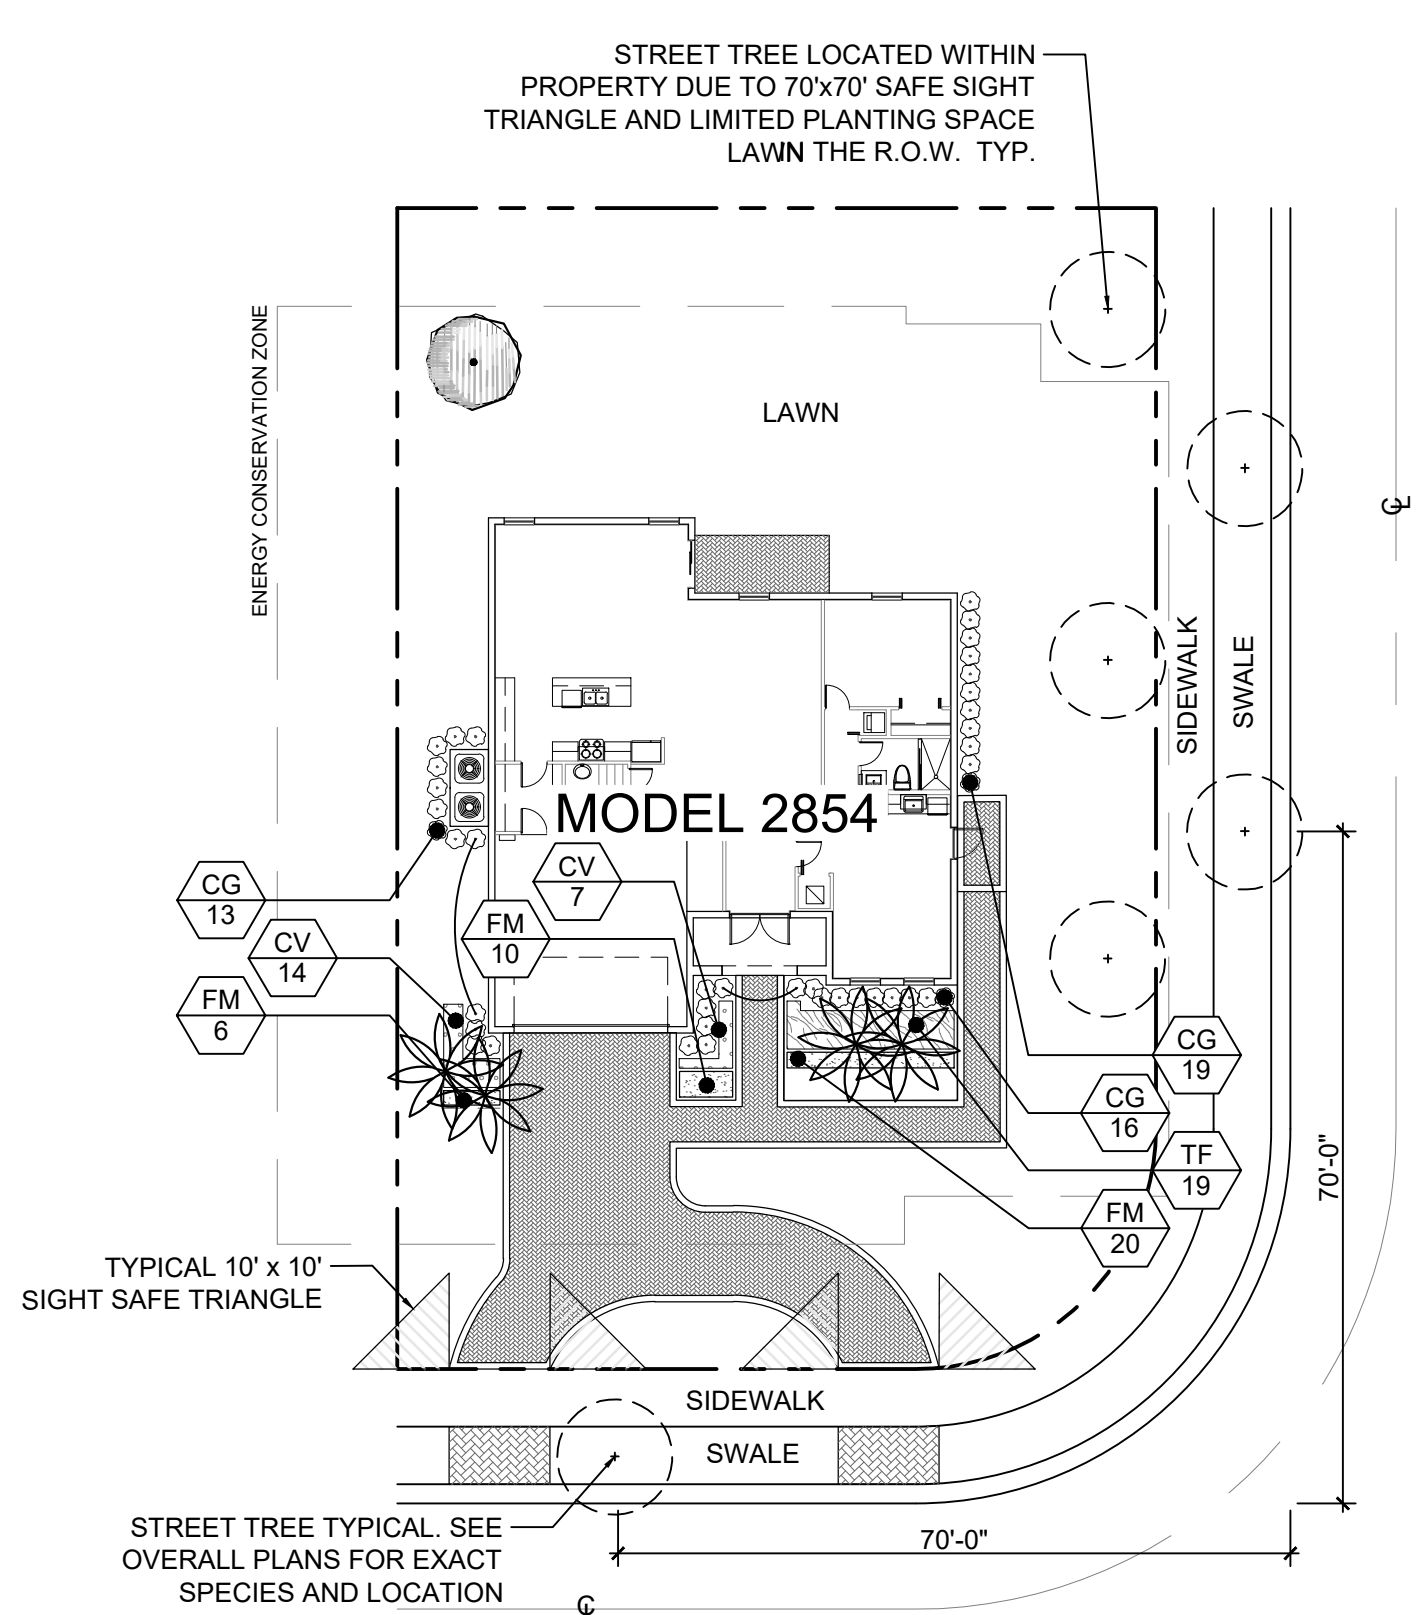 STREET TREE LOCATED WITHIN
PROPERTY DUE TO 70'x70' SAFE SIGHT
TRIANGLE AND LIMITED PLANTING SPACE
IN THE R.O.W. TYP.
LAWN
ENERGY CONSERVATION ZONE
LAWN
CL
SIDEWALK
SWALE
MODEL 2854
CV
7
CG
13
FM
10
CV
14
FM
6
CG
19
CG
16
TF
19
FM
20
70'-0"
TYPICAL 10' x 10'
SIGHT SAFE TRIANGLE
SIDEWALK
SWALE
STREET TREE TYPICAL. SEE
OVERALL PLANS FOR EXACT
SPECIES AND LOCATION
70'-0"
CL